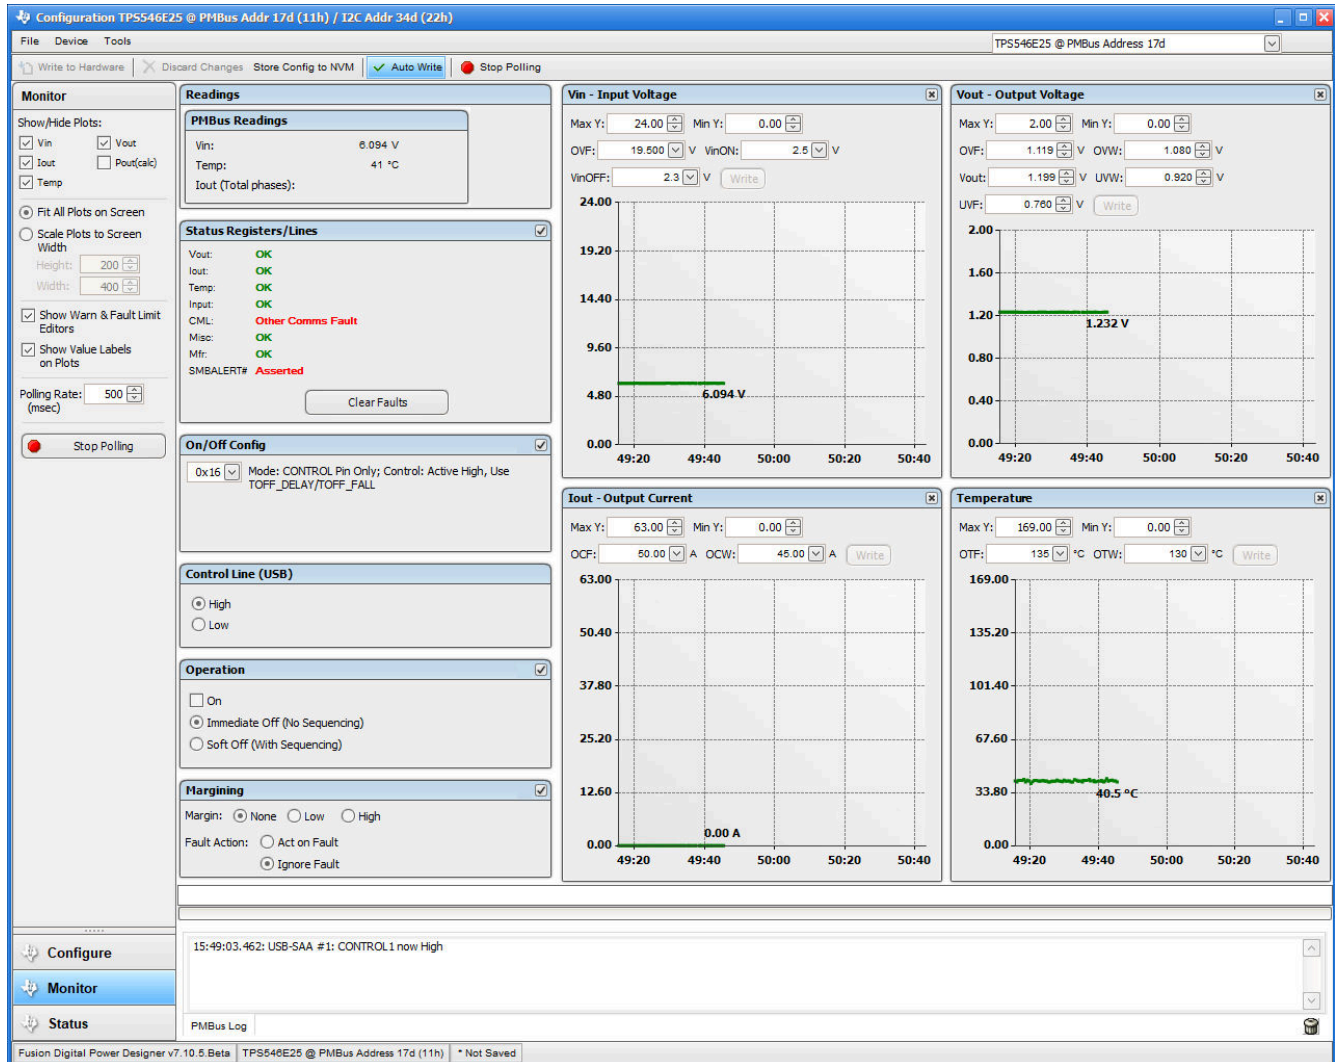 Configuration TPS546E25 @ PMBus Addr 17d (11h) / I2C Addr 34d (22h)
File Device Tools
TPS546E25 @ PMBus Address 17d
Write to Hardware Discard Changes Store Config to NVM Auto Write Stop Polling
Monitor
Show/Hide Plots:
Vin Vout
Iout Pout(calc)
Temp
Fit All Plots on Screen
Scale Plots to Screen
Width
Height: 200
Width: 400
Show Warn & Fault Limit
Editors
Show Value Labels
on Plots
Polling Rate: 500
(msec)
Stop Polling
Readings
PMBus Readings
Vin: 6.094 V
Temp: 41 °C
Iout (Total phases):
Status Registers/Lines
Vout: OK
Iout: OK
Temp: OK
Input: OK
CML: Other Comms Fault
Misc: OK
Mfr: OK
SMBALERT# Asserted
Clear Faults
On/Off Config
0x16 Mode: CONTROL Pin Only; Control: Active High, Use
TOFF_DELAY/TOFF_FALL
Control Line (USB)
High
Low
Operation
On
Immediate Off (No Sequencing)
Soft Off (With Sequencing)
Margining
Margin: None Low High
Fault Action: Act on Fault
Ignore Fault
Vin - Input Voltage
Max Y: 24.00 Min Y: 0.00
OVF: 19.500 V VinON: 2.5 V
VinOFF: 2.3 V Write
24.00
19.20
14.40
9.60
4.80
0.00
6.094 V
49:20 49:40 50:00 50:20 50:40
Vout - Output Voltage
Max Y: 2.00 Min Y: 0.00
OVF: 1.119 V OVW: 1.080 V
Vout: 1.199 V UVW: 0.920 V
UVF: 0.760 V Write
2.00
1.60
1.20
0.80
0.40
0.00
1.232 V
49:20 49:40 50:00 50:20 50:40
Iout - Output Current
Max Y: 63.00 Min Y: 0.00
OCF: 50.00 A OCW: 45.00 A Write
63.00
50.40
37.80
25.20
12.60
0.00
0.00 A
49:20 49:40 50:00 50:20 50:40
Temperature
Max Y: 169.00 Min Y: 0.00
OTF: 135 °C OTW: 130 °C Write
169.00
135.20
101.40
67.60
33.80
0.00
40.5 °C
49:20 49:40 50:00 50:20 50:40
Configure
Monitor
Status
15:49:03.462: USB-SAA #1: CONTROL1 now High
PMBus Log
Fusion Digital Power Designer v7.10.5.Beta TPS546E25 @ PMBus Address 17d (11h) * Not Saved